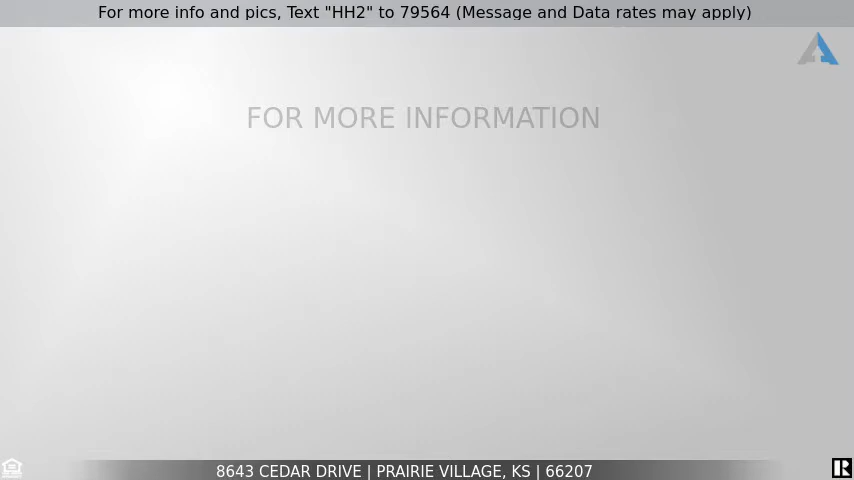 For more info and pics, Text "HH2" to 79564 (Message and Data rates may apply)
FOR MORE INFORMATION
8643 CEDAR DRIVE | PRAIRIE VILLAGE, KS | 66207